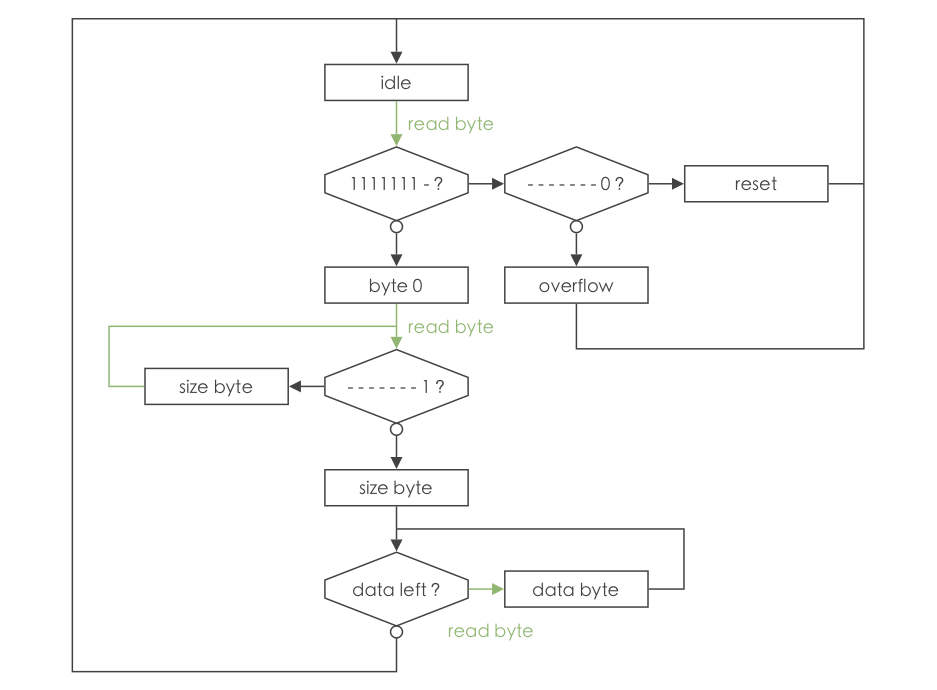 idle
read byte
1111111 - ?
- - - - - - - 0 ?
reset
byte 0
overflow
read byte
size byte
- - - - - - - 1 ?
size byte
data left ?
data byte
read byte